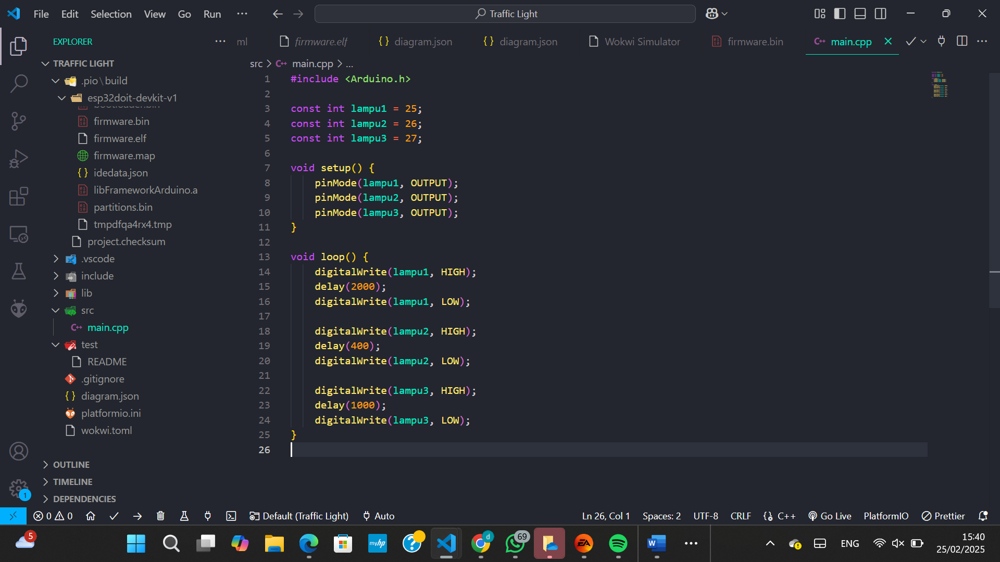 File Edit Selection View Go Run ··· Traffic Light
EXPLORER ··· ml firmware.elf diagram.json diagram.json Wokwi Simulator firmware.bin main.cpp
TRAFFIC LIGHT
src > main.cpp > ...
.pio\build
esp32doit-devkit-v1
bootloader.bin
firmware.bin
firmware.elf
firmware.map
idedata.json
libFrameworkArduino.a
partitions.bin
tmpdfqa4rx4.tmp
project.checksum
.vscode
include
lib
src
main.cpp
test
README
.gitignore
diagram.json
platformio.ini
wokwi.toml
OUTLINE
TIMELINE
DEPENDENCIES
1
1 #include <Arduino.h>
2
3 const int lampu1 = 25;
4 const int lampu2 = 26;
5 const int lampu3 = 27;
6
7 void setup() {
8 pinMode(lampu1, OUTPUT);
9 pinMode(lampu2, OUTPUT);
10 pinMode(lampu3, OUTPUT);
11 }
12
13 void loop() {
14 digitalWrite(lampu1, HIGH);
15 delay(2000);
16 digitalWrite(lampu1, LOW);
17
18 digitalWrite(lampu2, HIGH);
19 delay(400);
20 digitalWrite(lampu2, LOW);
21
22 digitalWrite(lampu3, HIGH);
23 delay(1000);
24 digitalWrite(lampu3, LOW);
25 }
26
0 0 Default (Traffic Light) Auto Ln 26, Col 1 Spaces: 2 UTF-8 CRLF C++ Go Live PlatformIO Prettier
5 myhp d 69 EA W ENG 15:40
25/02/2025